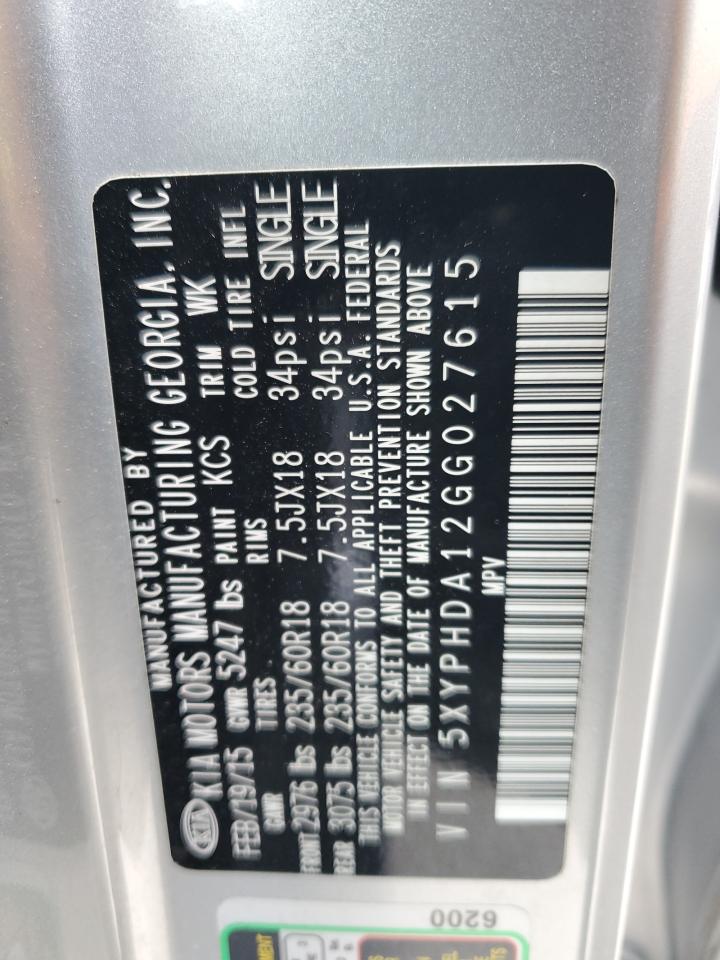 MANUFACTURED BY
KIA KIA MOTORS MANUFACTURING GEORGIA, INC.
FEB/19/15 GWR 5247 lbs PAINT KCS TRIM WK
GAWR TIRES RIMS COLD TIRE INFL
FRONT 2976 lbs 235/60R18 7.5JX18 34psi SINGLE
REAR 3075 lbs 235/60R18 7.5JX18 34psi SINGLE
THIS VEHICLE CONFORMS TO ALL APPLICABLE U.S.A. FEDERAL
MOTOR VEHICLE SAFETY AND THEFT PREVENTION STANDARDS
IN EFFECT ON THE DATE OF MANUFACTURE SHOWN ABOVE
VIN 5XYPHDA12GG027615
MPV
6200